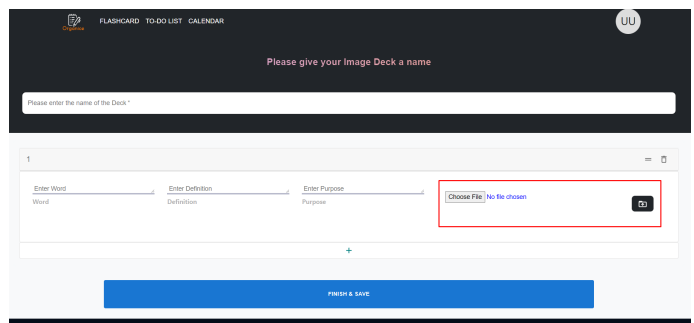 Organise
FLASHCARD TO-DO LIST CALENDAR
UU
Please give your Image Deck a name
Please enter the name of the Deck *
1
Enter Word
Enter Definition
Enter Purpose
Choose File No file chosen
Word
Definition
Purpose
+
FINISH & SAVE